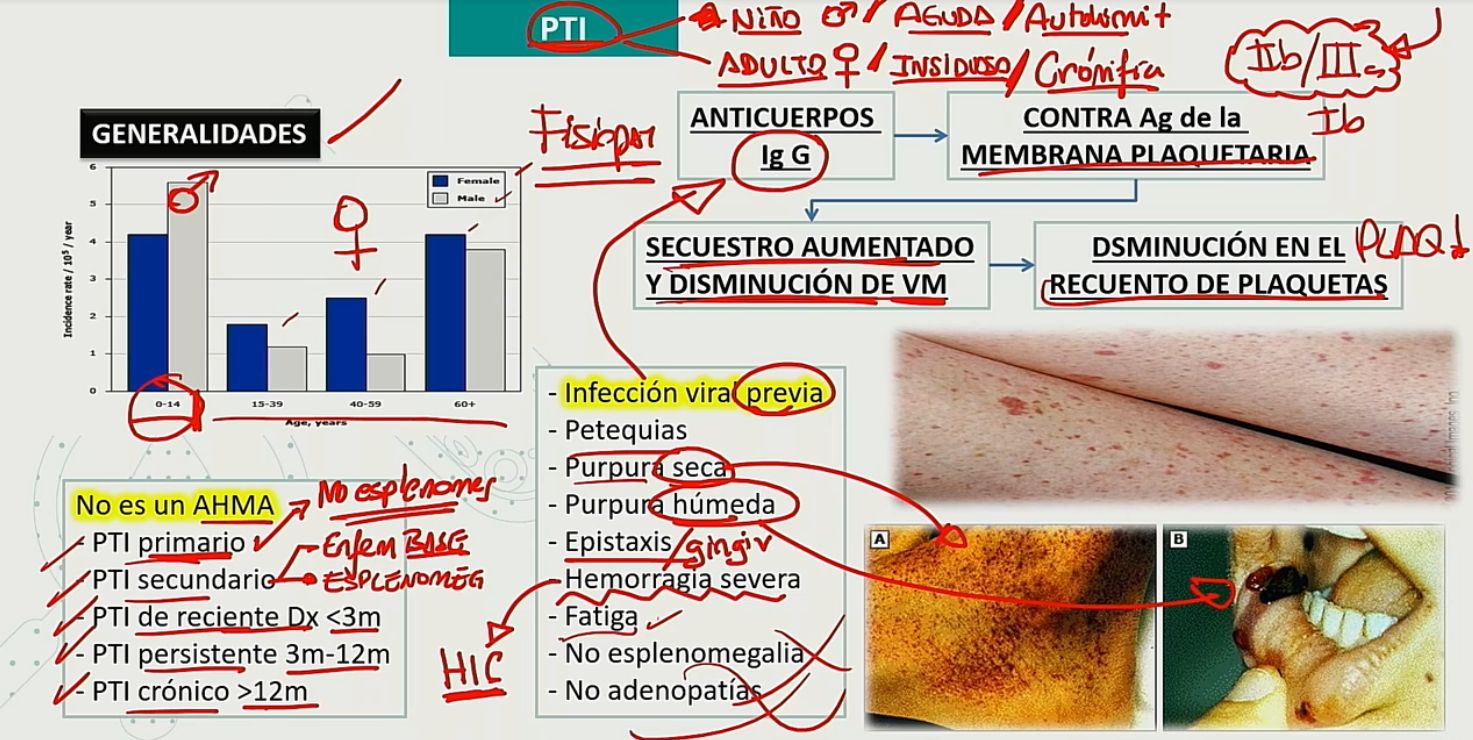 PTI
NIÑO ♂ / AGUDA / Autolimit
ADULTO ♀ / INSIDIOSO / Crónifica
IIb/IIIa
Ib
GENERALIDADES
Fisiopat
ANTICUERPOS
Ig G
CONTRA Ag de la
MEMBRANA PLAQUETARIA
SECUESTRO AUMENTADO
Y DISMINUCIÓN DE VM
DSMINUCIÓN EN EL
RECUENTO DE PLAQUETAS
PLAQ ↓
Incidence rate / 10⁵ / year
6
5
4
3
2
1
0
Female
Male
♂
♀
0-14 15-39 40-59 60+
Age, years
No es un AHMA
- PTI primario
- PTI secundario
- PTI de reciente Dx <3m
- PTI persistente 3m-12m
- PTI crónico >12m
No esplenomeg
Enfem BASE
ESPLENOMEG
HIC
- Infección viral previa
- Petequias
- Purpura seca
- Purpura húmeda
- Epistaxis /gingiv
- Hemorragia severa
- Fatiga
- No esplenomegalia
- No adenopatías
A
B